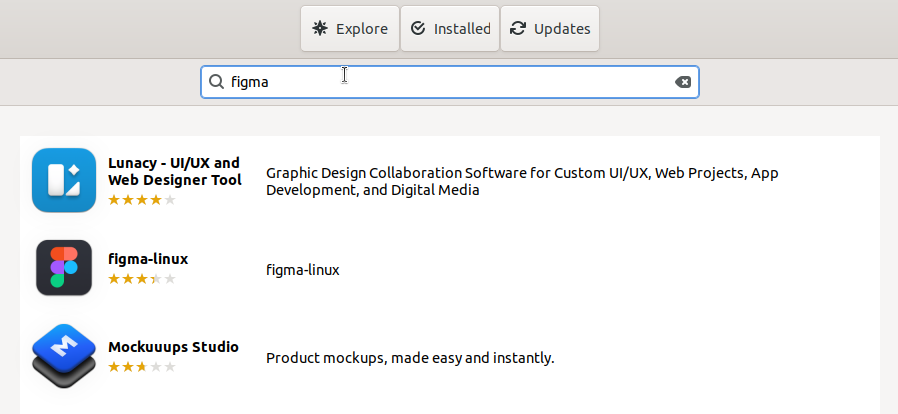 Explore Installed Updates
figma
Lunacy - UI/UX and
Web Designer Tool
Graphic Design Collaboration Software for Custom UI/UX, Web Projects, App
Development, and Digital Media
figma-linux
figma-linux
Mockuuups Studio
Product mockups, made easy and instantly.